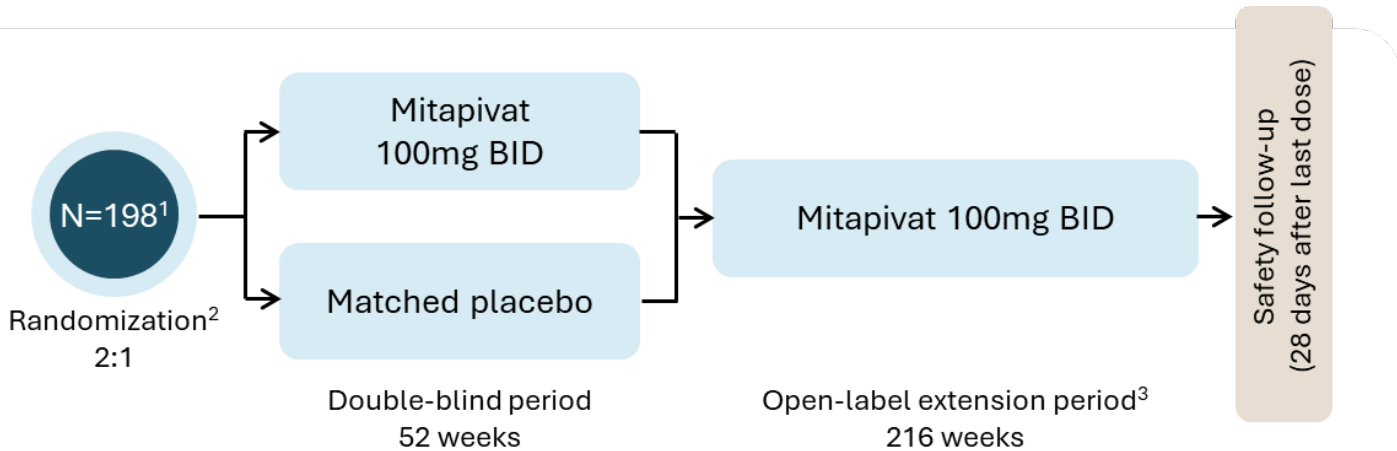 N=198¹
Randomization²
2:1
Mitapivat
100mg BID
Matched placebo
Double-blind period
52 weeks
Mitapivat 100mg BID
Open-label extension period³
216 weeks
Safety follow-up
(28 days after last dose)